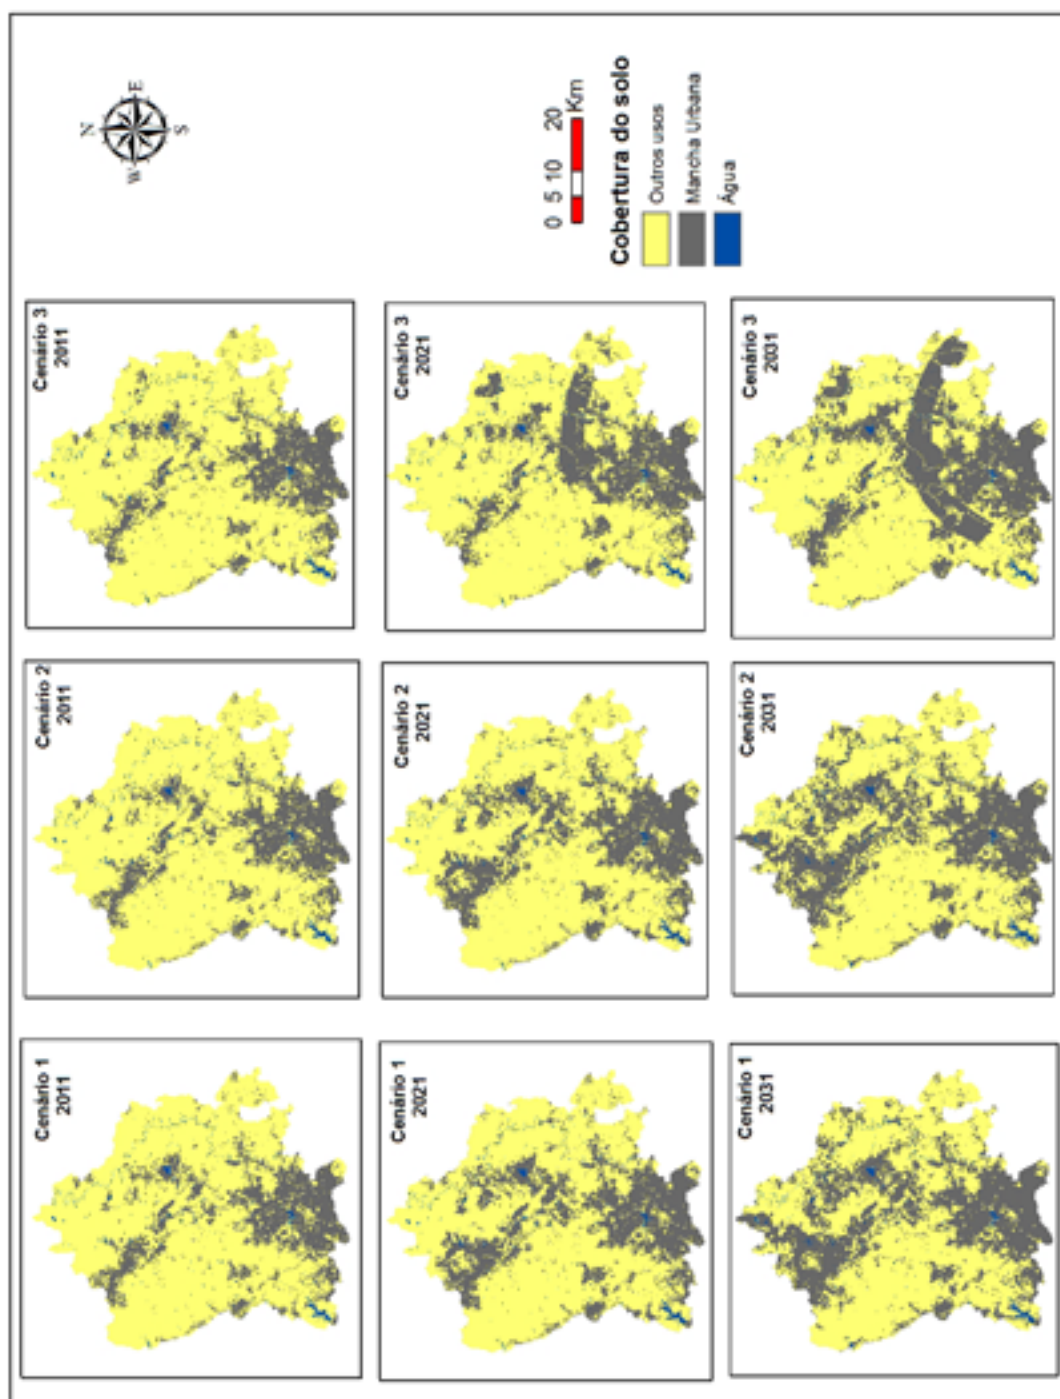 Cenário 1
2011
Cenário 2
2011
Cenário 3
2011
N
W
E
S
Cenário 1
2021
Cenário 2
2021
Cenário 3
2021
0 5 10 20
Km
Cobertura do solo
Outros usos
Mancha Urbana
Água
Cenário 1
2031
Cenário 2
2031
Cenário 3
2031